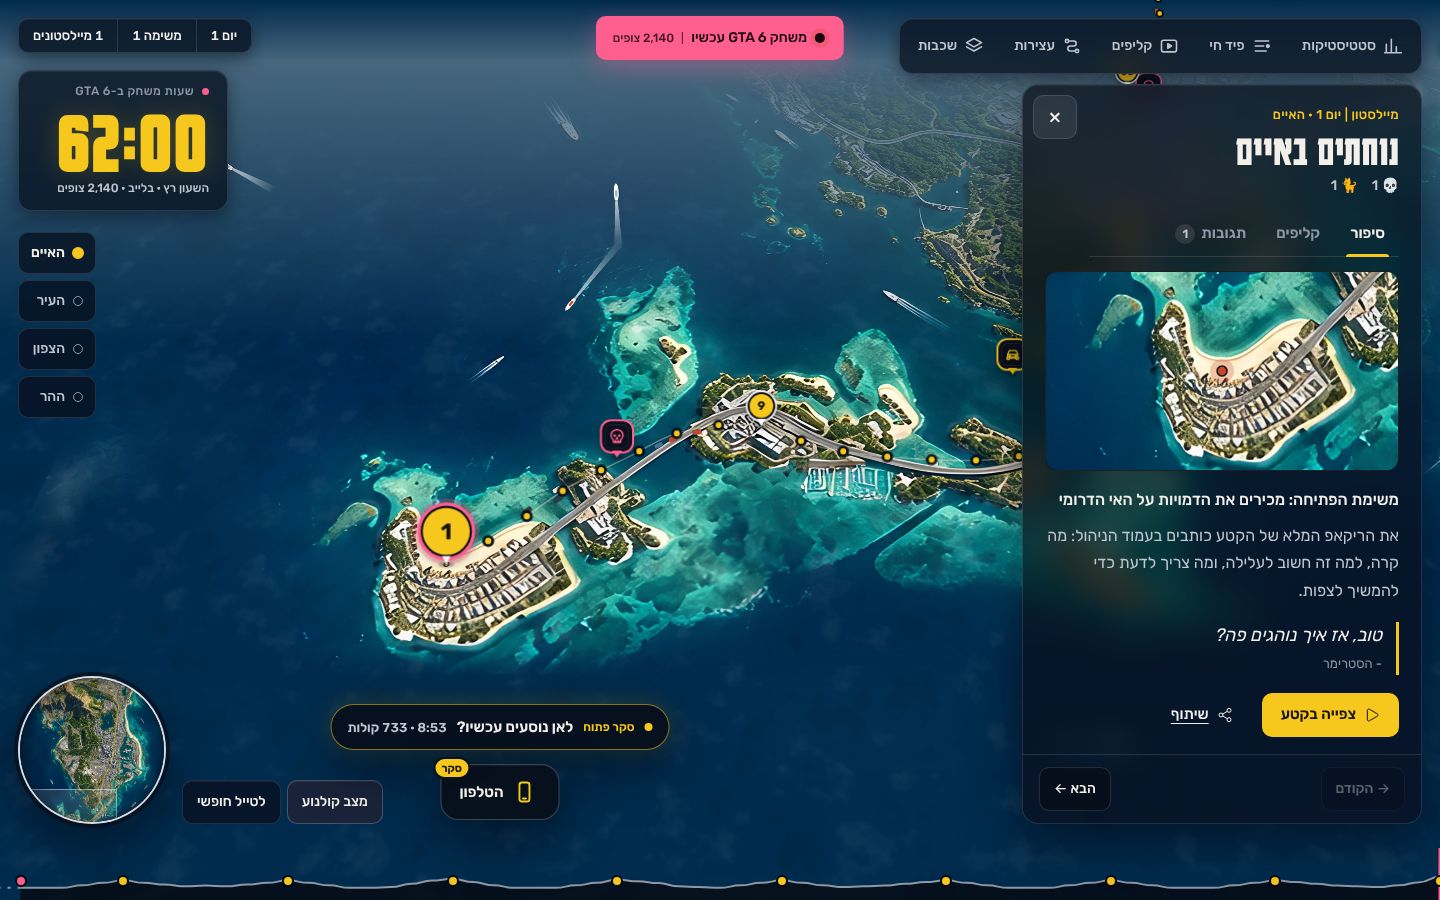 סטטיסטיקות
פיד חי
קליפים
עצירות
שכבות
משחק GTA 6 עכשיו | 2,140 צופים
יום 1
משימה 1
1 מיילסטונים
שעות משחק ב-GTA 6
62:00
השעון רץ • בלייב • 2,140 צופים
האיים
העיר
הצפון
ההר
מיילסטון | יום 1 • האיים
נוחתים באיים
1 1
סיפור
קליפים
תגובות 1
משימת הפתיחה: מכירים את הדמויות על האי הדרומי
את הריקאפ המלא של הקטע כותבים בעמוד הניהול: מה
קרה, למה זה חשוב לעלילה, ומה צריך לדעת כדי
להמשיך לצפות.
טוב, אז איך נוהגים פה?
- הסטרימר
צפייה בקטע
שיתוף
→ הקודם
הבא ←
9
1
סקר פתוח לאן נוסעים עכשיו? 8:53 • 733 קולות
סקר
הטלפון
מצב קולנוע
לטייל חופשי